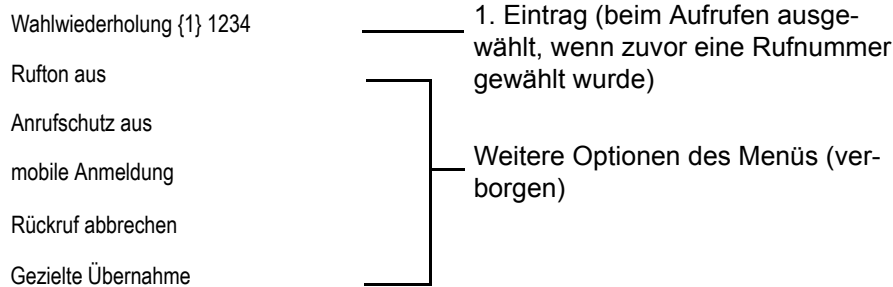 Wahlwiederholung {1} 1234
Rufton aus
Anrufschutz aus
mobile Anmeldung
Rückruf abbrechen
Gezielte Übernahme
1. Eintrag (beim Aufrufen ausge-
wählt, wenn zuvor eine Rufnummer
gewählt wurde)
Weitere Optionen des Menüs (ver-
borgen)